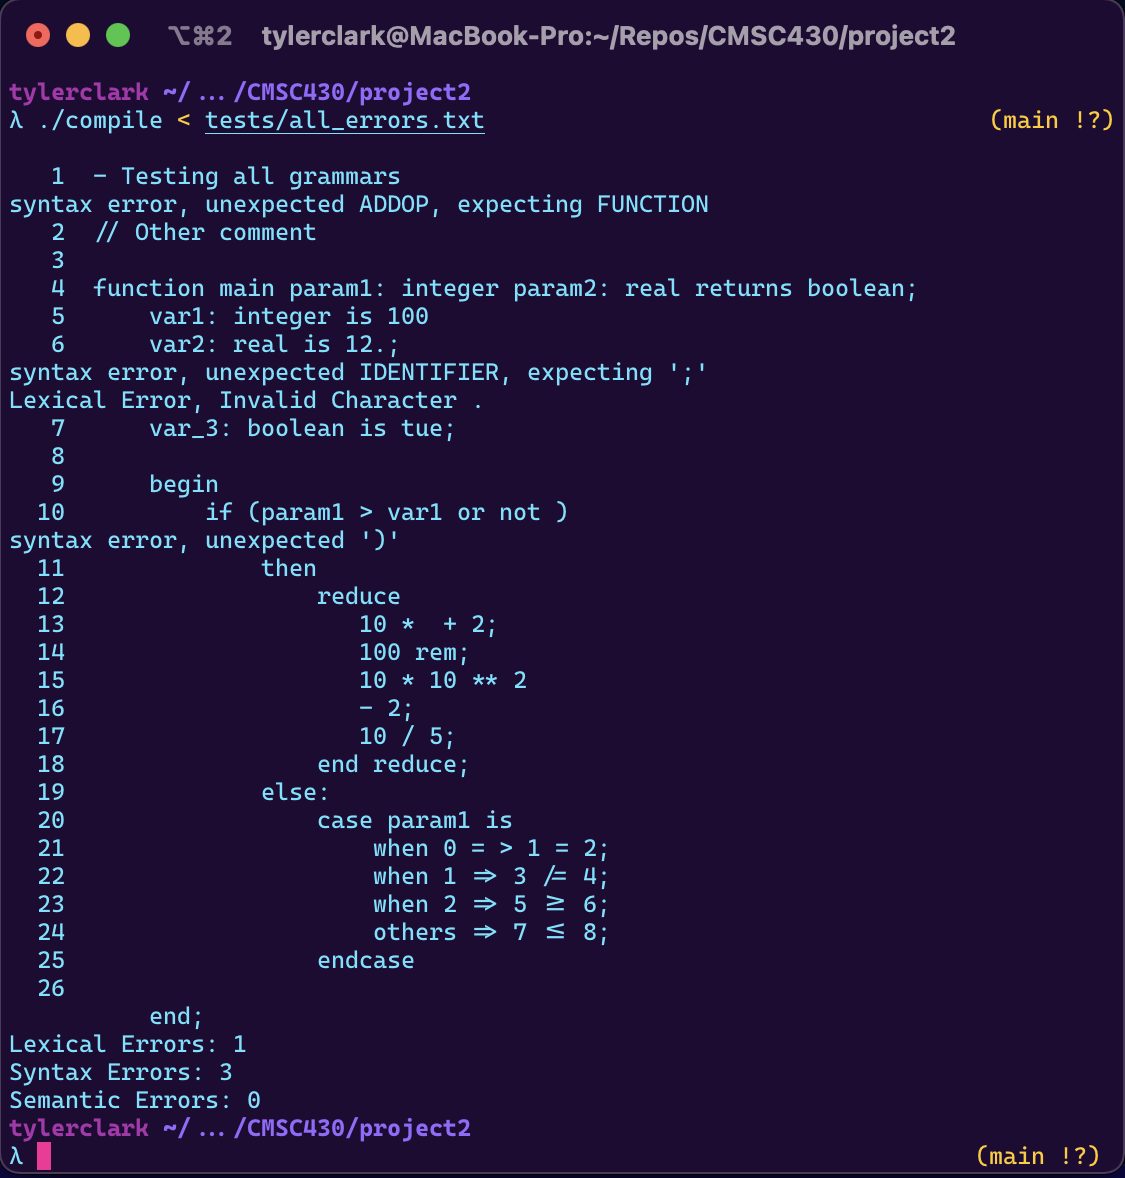 ⌥⌘2 tylerclark@MacBook-Pro:~/Repos/CMSC430/project2
tylerclark ~/ … /CMSC430/project2
λ ./compile < tests/all_errors.txt (main !?)
1 - Testing all grammars
syntax error, unexpected ADDOP, expecting FUNCTION
2 // Other comment
3
4 function main param1: integer param2: real returns boolean;
5 var1: integer is 100
6 var2: real is 12.;
syntax error, unexpected IDENTIFIER, expecting ';'
Lexical Error, Invalid Character .
7 var_3: boolean is tue;
8
9 begin
10 if (param1 > var1 or not )
syntax error, unexpected ')'
11 then
12 reduce
13 10 *  + 2;
14 100 rem;
15 10 * 10 ** 2
16 - 2;
17 10 / 5;
18 end reduce;
19 else:
20 case param1 is
21 when 0 = > 1 = 2;
22 when 1 => 3 /= 4;
23 when 2 => 5 >= 6;
24 others => 7 <= 8;
25 endcase
26
end;
Lexical Errors: 1
Syntax Errors: 3
Semantic Errors: 0
tylerclark ~/ … /CMSC430/project2
λ (main !?)